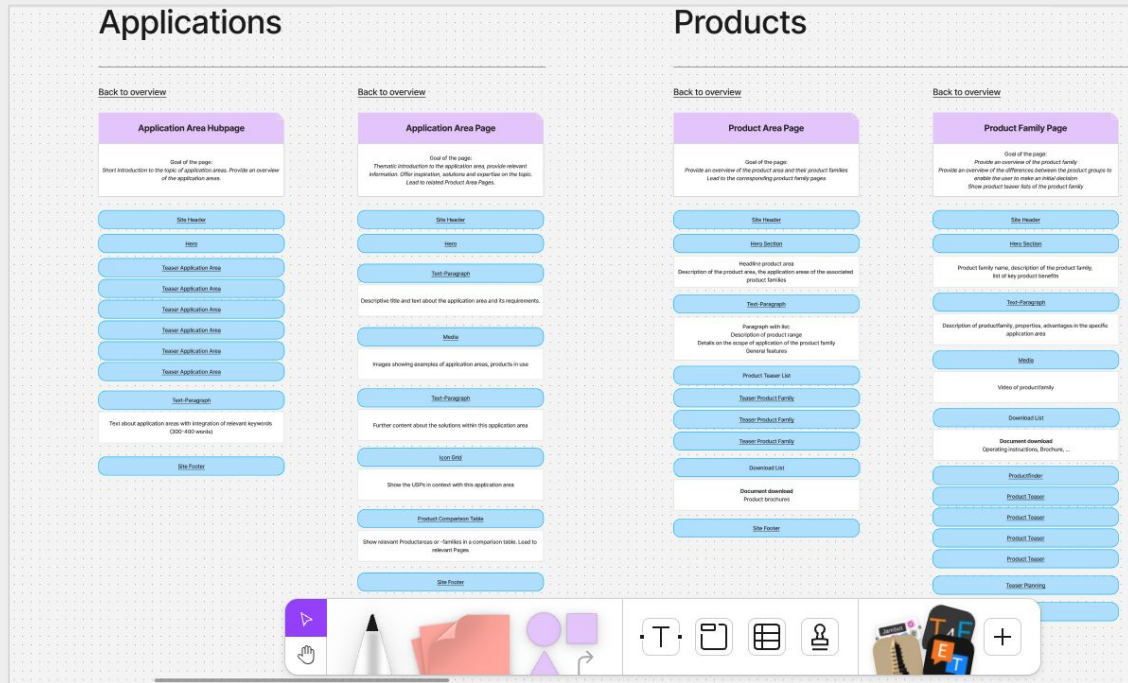 Applications
Back to overview
Application Area Hubpage
Goal of the page:
Short introduction to the topic of application areas. Provide an overview
of the application areas.
Site Header
Hero
Teaser Application Area
Teaser Application Area
Teaser Application Area
Teaser Application Area
Teaser Application Area
Teaser Application Area
Text-Paragraph
Text about application areas with integration of relevant keywords
(300-400 words)
Site Footer
Back to overview
Application Area Page
Goal of the page:
Thematic introduction to the application area, provide relevant
information. Offer inspiration, solutions and expertise on the topic.
Lead to related Product Area Pages.
Site Header
Hero
Text-Paragraph
Descriptive title and text about the application area and its requirements.
Media
Images showing examples of application areas, products in use
Text-Paragraph
Further content about the solutions within this application area
Icon Grid
Show the USPs in context with this application area
Product Comparison Table
Show relevant Productareas or -families in a comparison table. Lead to
relevant Pages
Site Footer
Products
Back to overview
Product Area Page
Goal of the page:
Provide an overview of the product area and their product families
Lead to the corresponding product family pages
Site Header
Hero Section
Headline product area
Description of the product area, the application areas of the associated
product families
Text-Paragraph
Paragraph with list:
Description of product range
Details on the scope of application of the product family
General features
Product Teaser List
Teaser Product Family
Teaser Product Family
Teaser Product Family
Download List
Document download
Product brochures
Site Footer
Back to overview
Product Family Page
Goal of the page:
Provide an overview of the product family
Provide an overview of the differences between the product groups to
enable the user to make an initial decision
Show product teaser lists of the product family
Site Header
Hero Section
Product family name, description of the product family,
list of key product benefits
Text-Paragraph
Description of productfamily, properties, advantages in the specific
application area
Media
Video of productfamily
Download List
Document download
Operating instructions, Brochure, ...
Productfinder
Product Teaser
Product Teaser
Product Teaser
Product Teaser
Teaser Planning
T
Jambot
E T